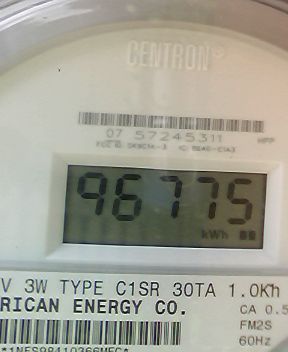 CENTRON®
07 57245311 HPP
96775
kWh
V 3W TYPE C1SR 30TA 1.0Kh
RICAN ENERGY CO. CA 0.5
FM2S
60Hz